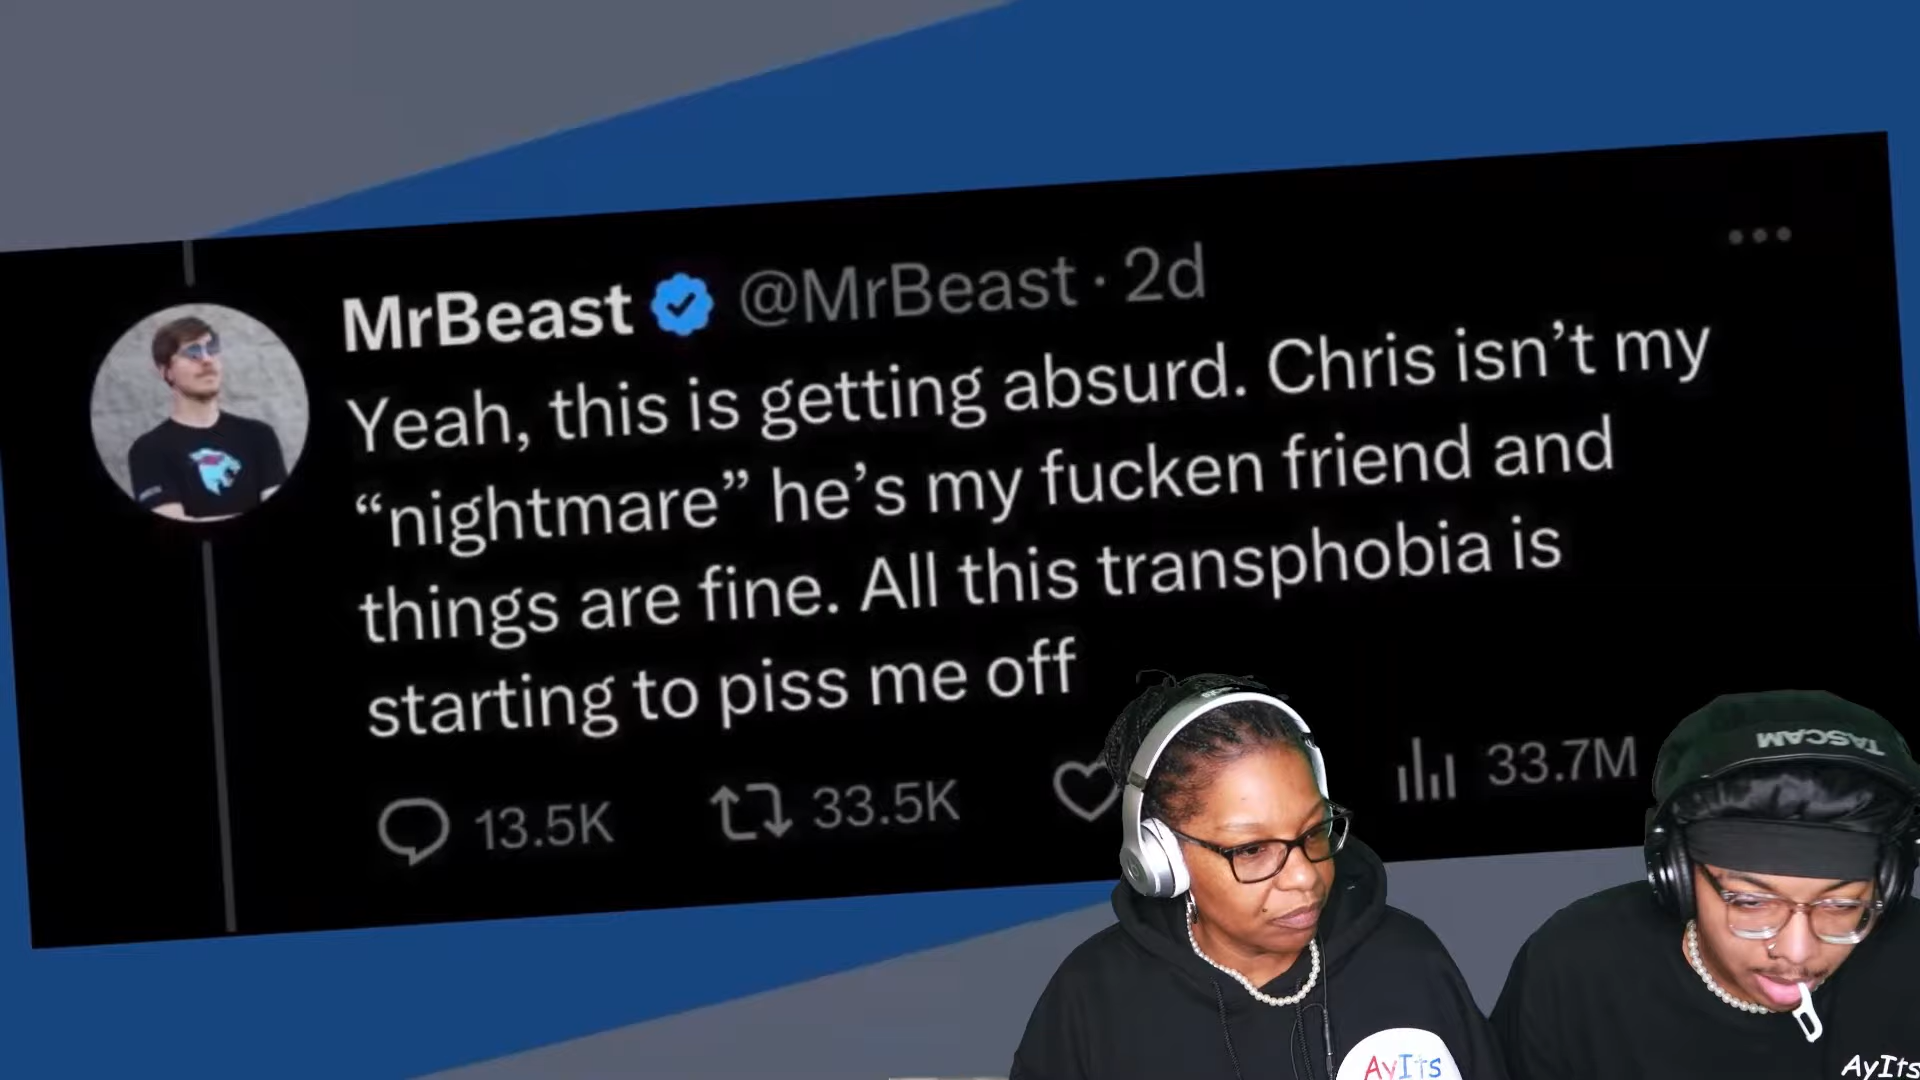 MrBeast @MrBeast · 2d
Yeah, this is getting absurd. Chris isn’t my
“nightmare” he’s my fucken friend and
things are fine. All this transphobia is
starting to piss me off
13.5K 33.5K 33.7M
TASCAM
AyIts
AyIts